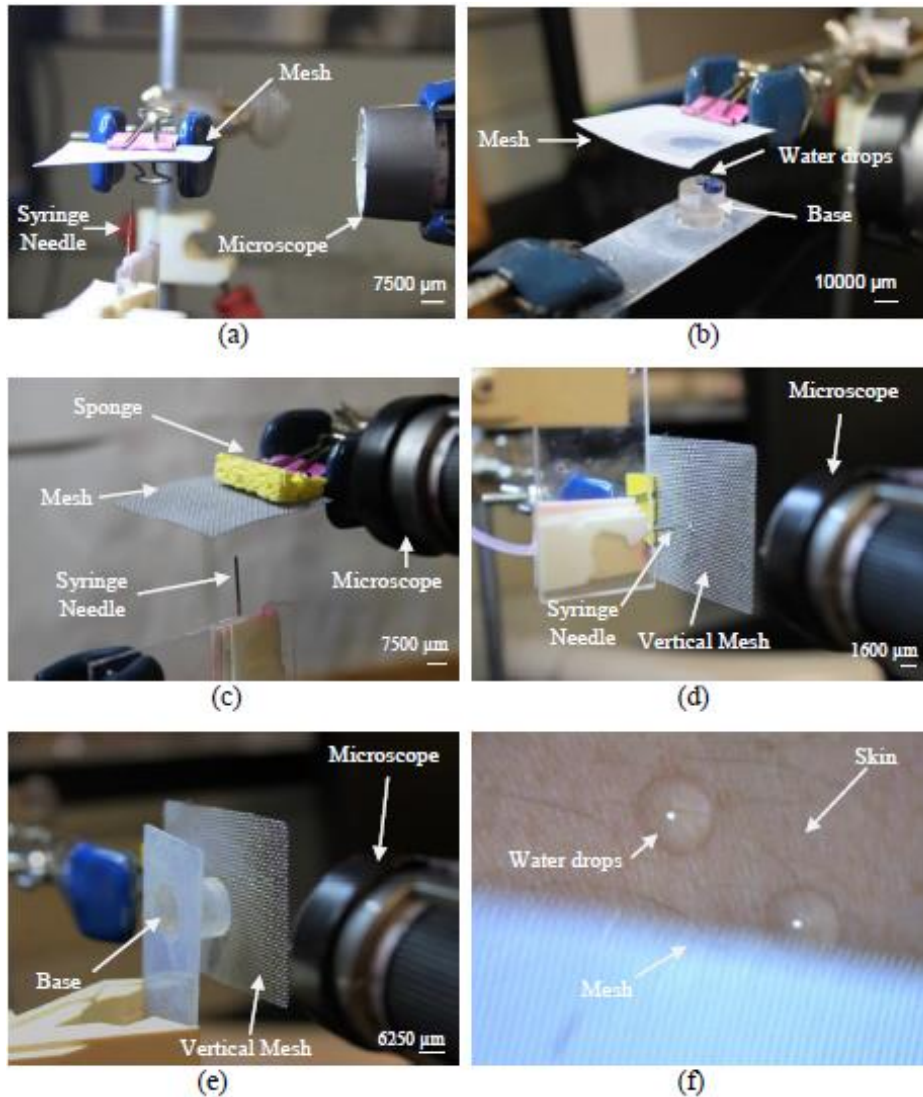 Mesh
Syringe
Needle
Microscope
7500 µm
(a)
Mesh
Water drops
Base
10000 µm
(b)
Sponge
Mesh
Syringe
Needle
Microscope
7500 µm
(c)
Microscope
Syringe
Needle
Vertical Mesh
1600 µm
(d)
Microscope
Base
Vertical Mesh
6250 µm
(e)
Skin
Water drops
Mesh
(f)